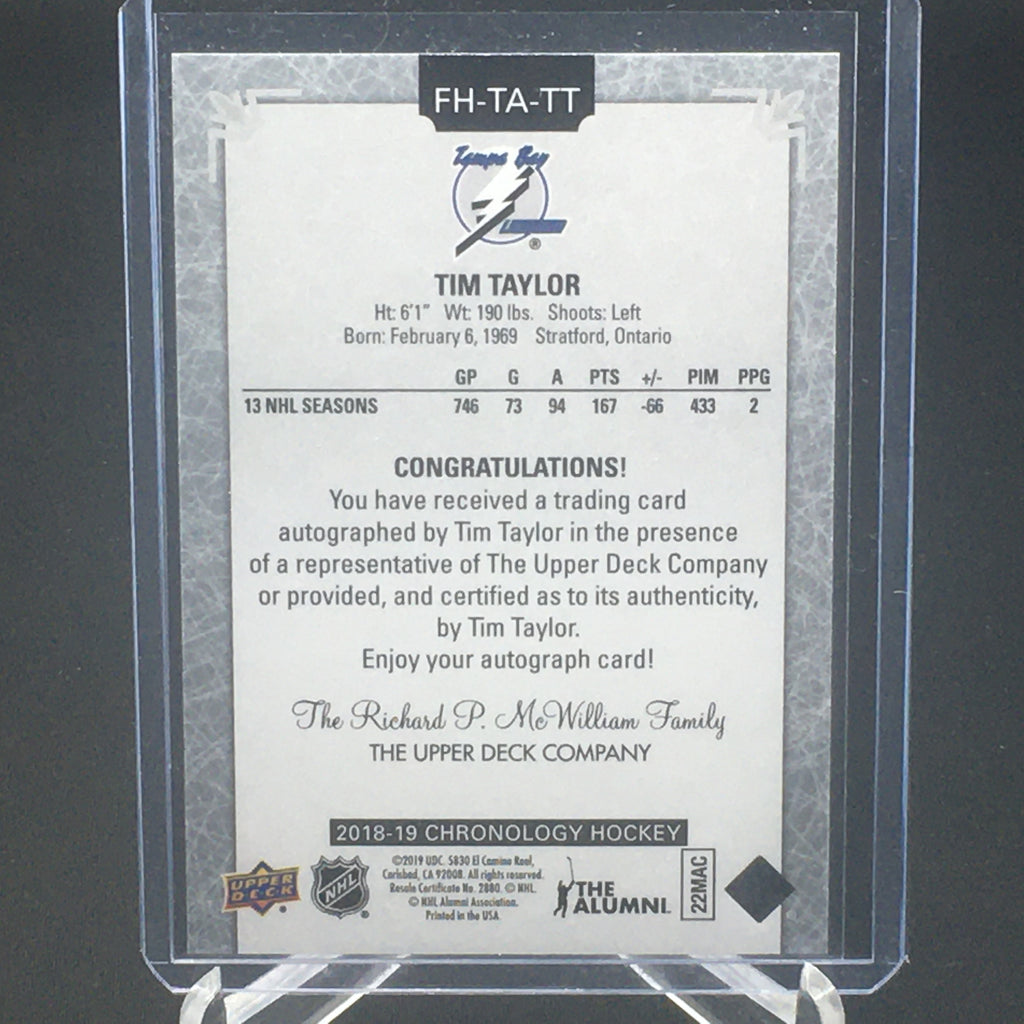 FH-TA-TT
Tampa Bay
LIGHTNING
®
TIM TAYLOR
Ht: 6'1" Wt: 190 lbs. Shoots: Left
Born: February 6, 1969 Stratford, Ontario
GP G A PTS +/- PIM PPG
13 NHL SEASONS 746 73 94 167 -66 433 2
CONGRATULATIONS!
You have received a trading card
autographed by Tim Taylor in the presence
of a representative of The Upper Deck Company
or provided, and certified as to its authenticity,
by Tim Taylor.
Enjoy your autograph card!
The Richard P. McWilliam Family
THE UPPER DECK COMPANY
2018-19 CHRONOLOGY HOCKEY
UPPER
DECK
®
NHL
®
©2019 UDC. 5830 El Camino Real,
Carlsbad, CA 92008. All rights reserved.
Resale Certificate No. 2880. © NHL.
© NHL Alumni Association.
Printed in the USA.
THE
ALUMNI.
22MAC